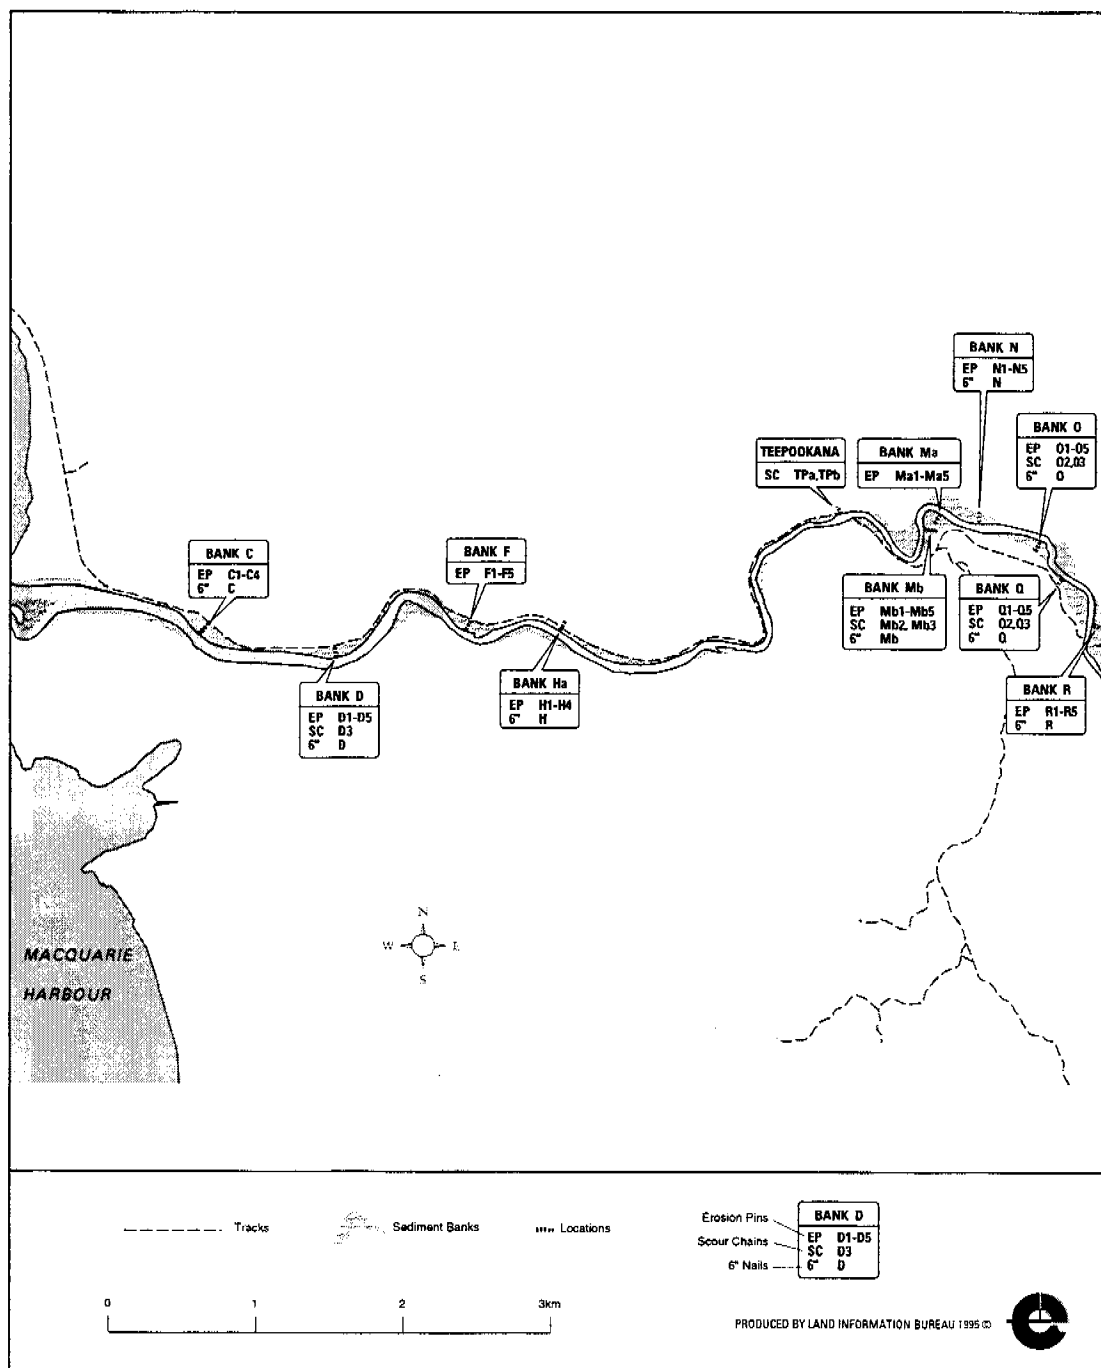 BANK N
EP N1-N5
6" N
BANK O
EP O1-O5
SC O2,O3
6" O
TEEPOOKANA
SC TPa,TPb
BANK Ma
EP Ma1-Ma5
BANK C
EP C1-C4
6" C
BANK F
EP F1-F5
BANK Mb
EP Mb1-Mb5
SC Mb2, Mb3
6" Mb
BANK Q
EP Q1-Q5
SC Q2,Q3
6" Q
BANK D
EP D1-D5
SC D3
6" D
BANK Ha
EP H1-H4
6" H
BANK R
EP R1-R5
6" R
MACQUARIE
HARBOUR
N
W E
S
Tracks
Sediment Banks
Locations
Erosion Pins
Scour Chains
6" Nails
BANK D
EP D1-D5
SC D3
6" D
0 1 2 3km
PRODUCED BY LAND INFORMATION BUREAU 1995 ©